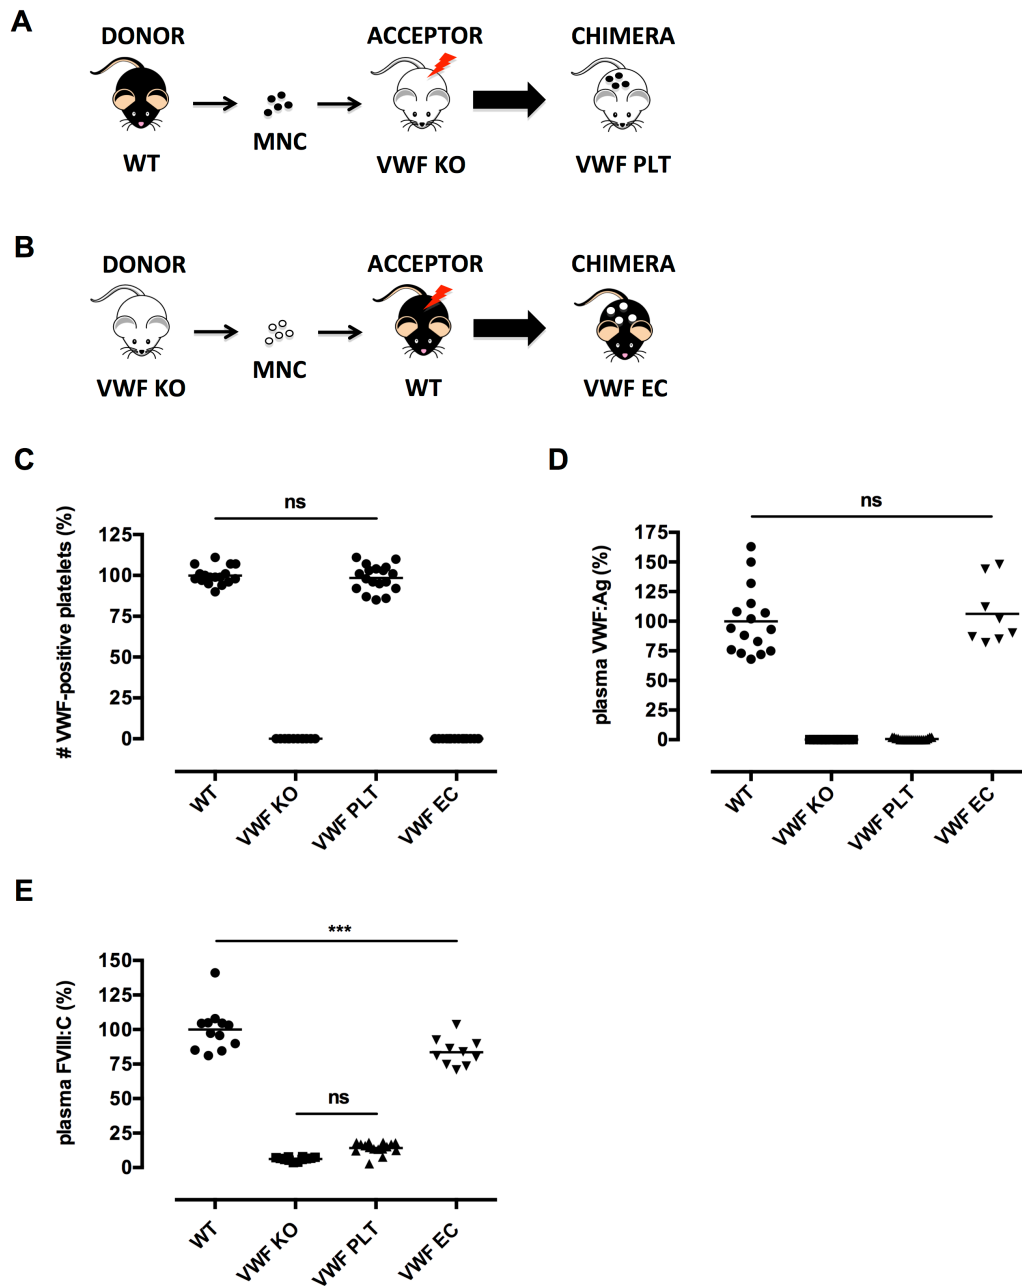 A
DONOR
ACCEPTOR
CHIMERA
MNC
WT
VWF KO
VWF PLT
B
DONOR
ACCEPTOR
CHIMERA
MNC
VWF KO
WT
VWF EC
C
ns
# VWF-positive platelets (%)
125
100
75
50
25
0
WT
VWF KO
VWF PLT
VWF EC
D
ns
plasma VWF:Ag (%)
175
150
125
100
75
50
25
0
WT
VWF KO
VWF PLT
VWF EC
E
***
ns
plasma FVIII:C (%)
150
125
100
75
50
25
0
WT
VWF KO
VWF PLT
VWF EC